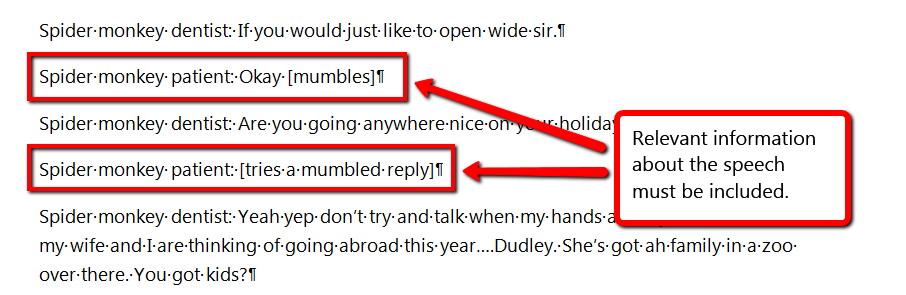 Spider·monkey·dentist:·If·you·would·just·like·to·open·wide·sir.¶
Spider·monkey·patient:·Okay·[mumbles]¶
Spider·monkey·dentist:·Are·you·going·anywhere·nice·on·your·holiday
Relevant information
about the speech
must be included.
Spider·monkey·patient:·[tries·a·mumbled·reply]¶
Spider·monkey·dentist:·Yeah·yep·don’t·try·and·talk·when·my·hands
my·wife·and·I·are·thinking·of·going·abroad·this·year....Dudley.·She’s·got·ah·family·in·a·zoo·
over·there.·You·got·kids?¶